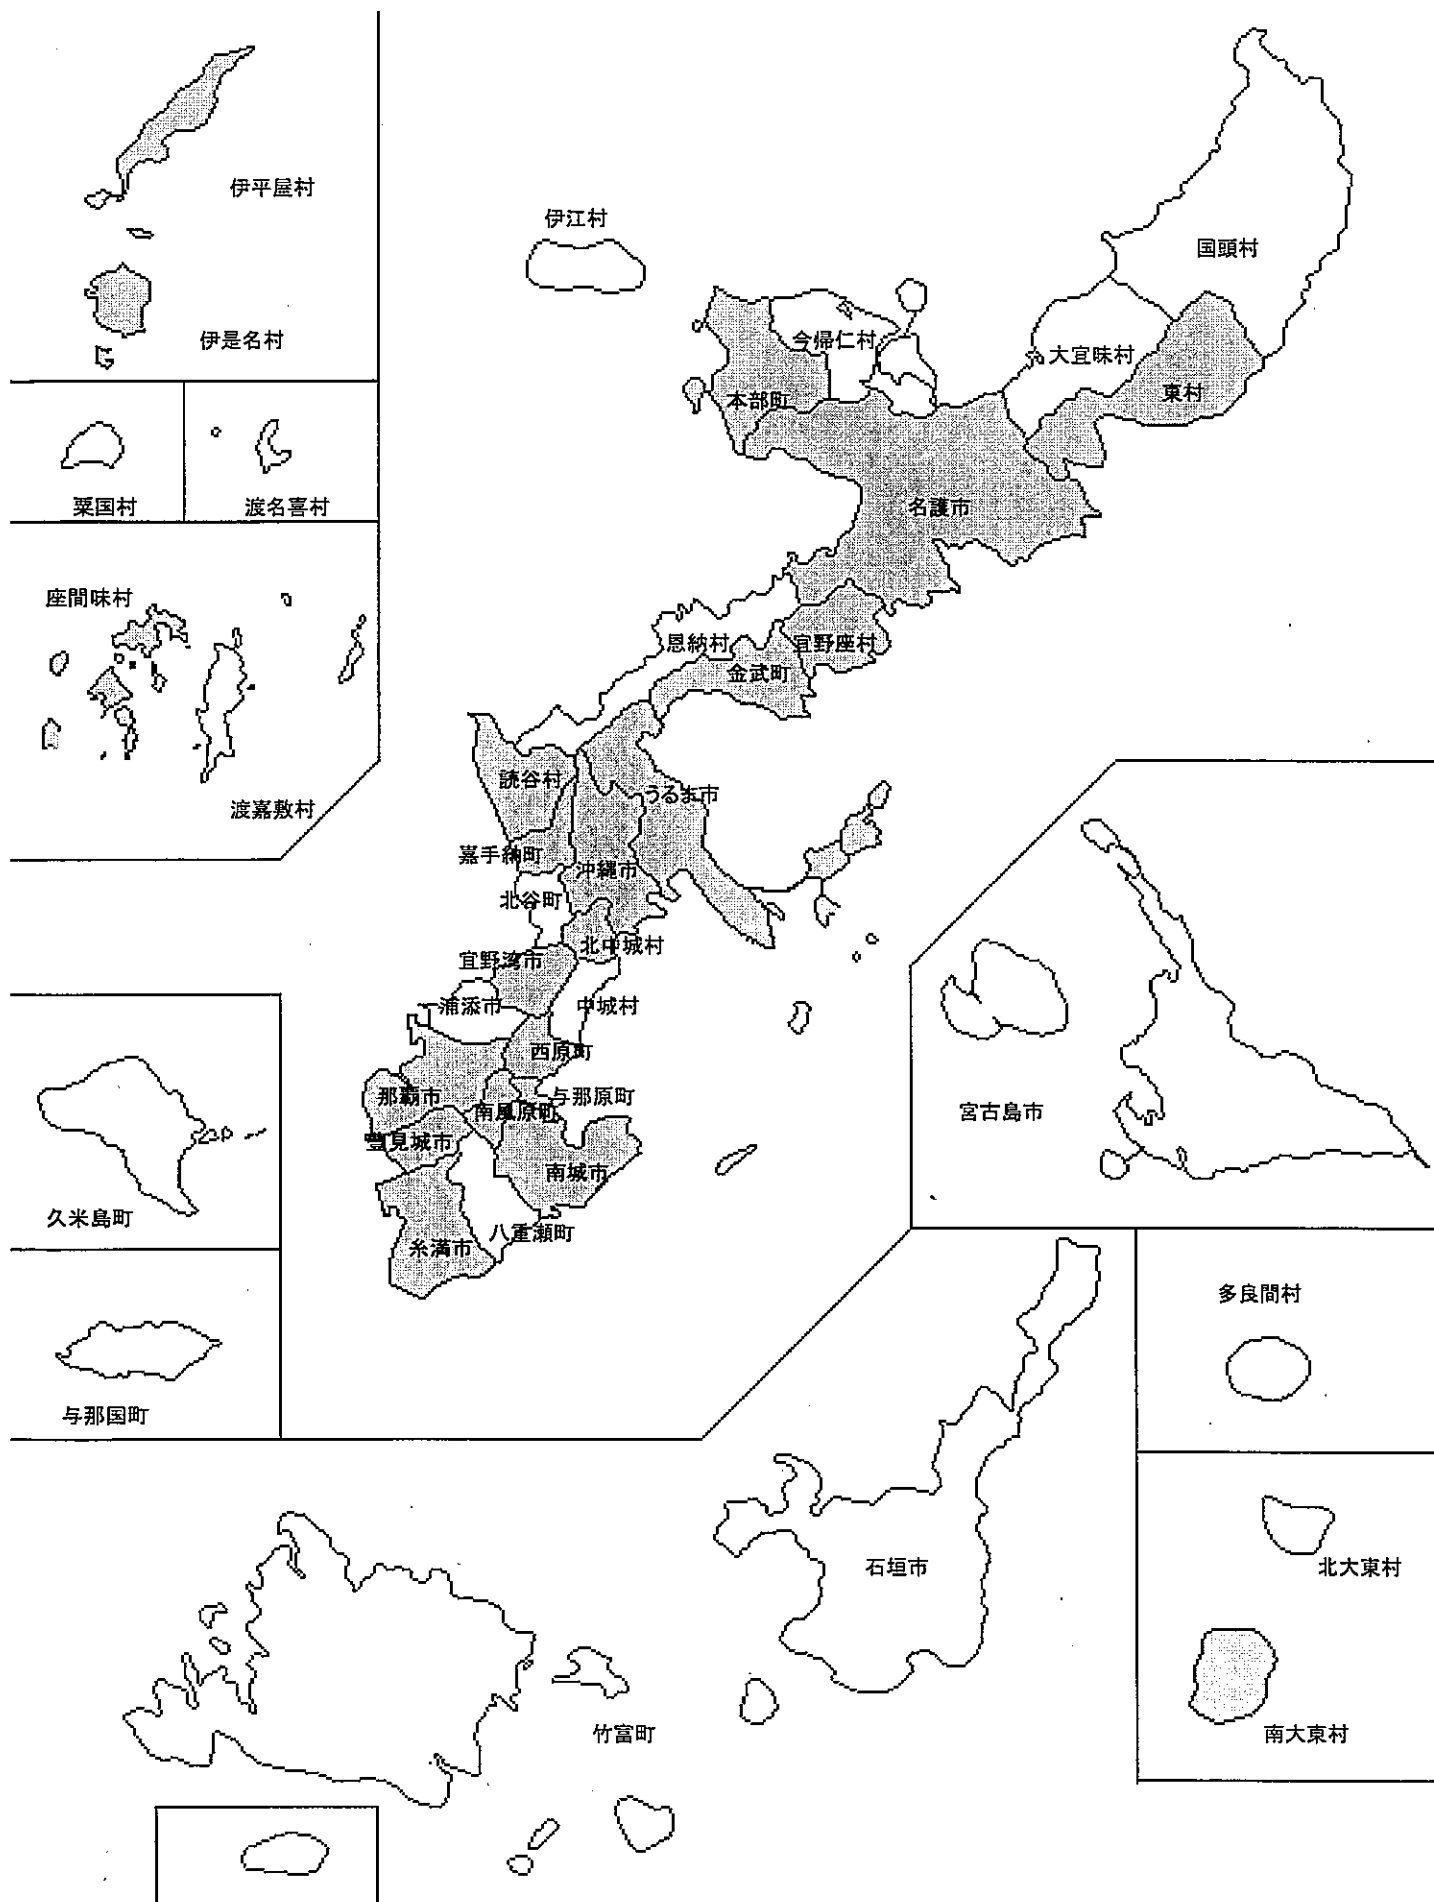 伊平屋村
伊江村
国頭村
伊是名村
今帰仁村
大宜味村
本部町
東村
粟国村
渡名喜村
名護市
座間味村
恩納村
宜野座村
金武町
読谷村
うるま市
渡嘉敷村
嘉手納町
沖縄市
北谷町
北中城村
宜野湾市
浦添市
中城村
西原町
那覇市
南風原町
与那原町
宮古島市
豊見城市
南城市
久米島町
八重瀬町
糸満市
多良間村
与那国町
石垣市
北大東村
竹富町
南大東村